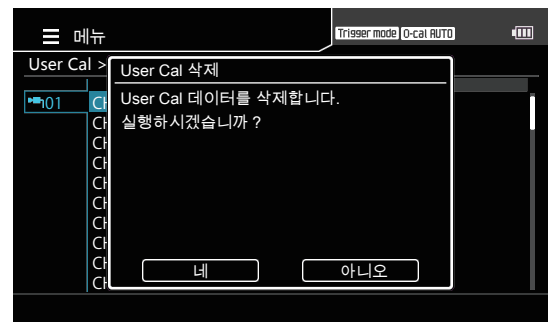 메뉴
Trigger mode 0-cal AUTO
User Cal >
User Cal 삭제
User Cal 데이터를 삭제합니다.
실행하시겠습니까 ?
01
네
아니오